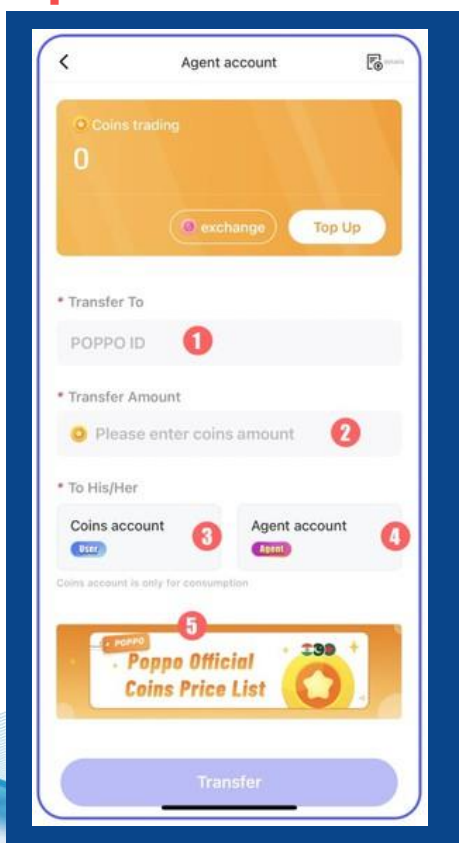 Agent account
details
Coins trading
0
exchange
Top Up
* Transfer To
POPPO ID
1
* Transfer Amount
Please enter coins amount
2
* To His/Her
Coins account
User
3
Agent account
Agent
4
Coins account is only for consumption
5
POPPO
Poppo Official
Coins Price List
Transfer